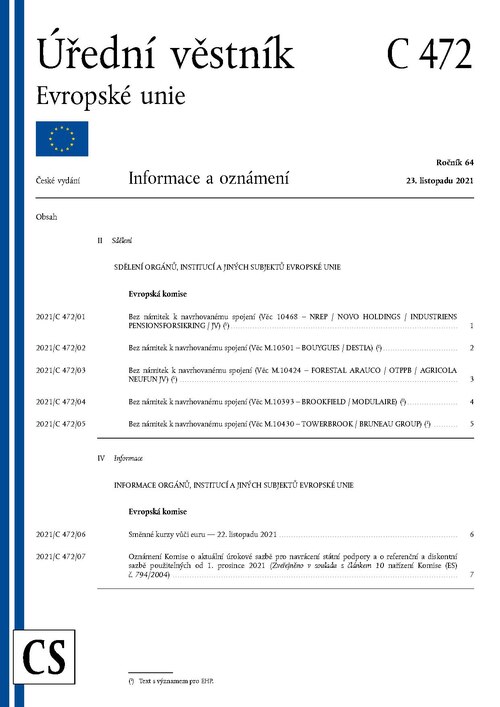 Úřední věstník C 472
Evropské unie
Ročník 64
České vydání Informace a oznámení 23. listopadu 2021
Obsah
II Sdělení
SDĚLENÍ ORGÁNŮ, INSTITUCÍ A JINÝCH SUBJEKTŮ EVROPSKÉ UNIE
Evropská komise
2021/C 472/01 Bez námitek k navrhovanému spojení (Věc 10468 – NREP / NOVO HOLDINGS / INDUSTRIENS
PENSIONSFORSIKRING / JV) (¹) 1
2021/C 472/02 Bez námitek k navrhovanému spojení (Věc M.10501 – BOUYGUES / DESTIA) (¹) 2
2021/C 472/03 Bez námitek k navrhovanému spojení (Věc M.10424 – FORESTAL ARAUCO / OTPPB / AGRICOLA
NEUFUN JV) (¹) 3
2021/C 472/04 Bez námitek k navrhovanému spojení (Věc M.10393 – BROOKFIELD / MODULAIRE) (¹) 4
2021/C 472/05 Bez námitek k navrhovanému spojení (Věc M.10430 – TOWERBROOK / BRUNEAU GROUP) (¹) 5
IV Informace
INFORMACE ORGÁNŮ, INSTITUCÍ A JINÝCH SUBJEKTŮ EVROPSKÉ UNIE
Evropská komise
2021/C 472/06 Směnné kurzy vůči euru — 22. listopadu 2021 6
2021/C 472/07 Oznámení Komise o aktuální úrokové sazbě pro navrácení státní podpory a o referenční a diskontní
sazbě použitelných od 1. prosince 2021 (Zveřejněno v souladu s článkem 10 nařízení Komise (ES)
č. 794/2004) 7
CS
(¹) Text s významem pro EHP.